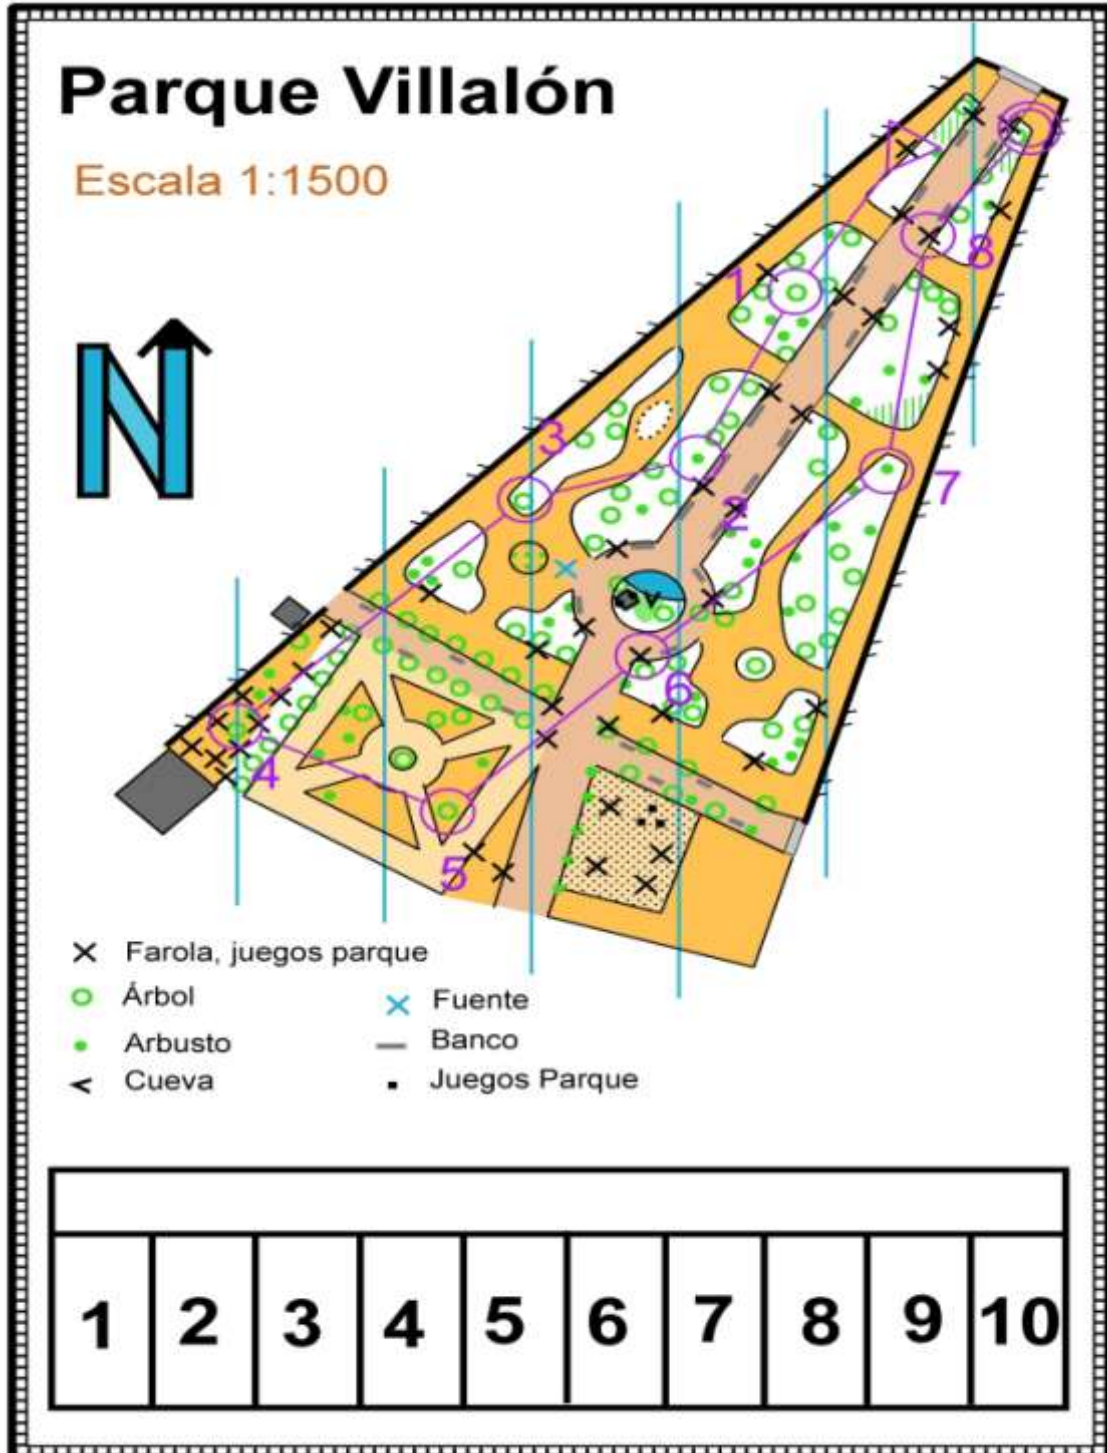 Parque Villalón
Escala 1:1500
N
1
8
3
7
2
6
4
5
Farola, juegos parque
Árbol
Fuente
Arbusto
Banco
Cueva
Juegos Parque
1 2 3 4 5 6 7 8 9 10